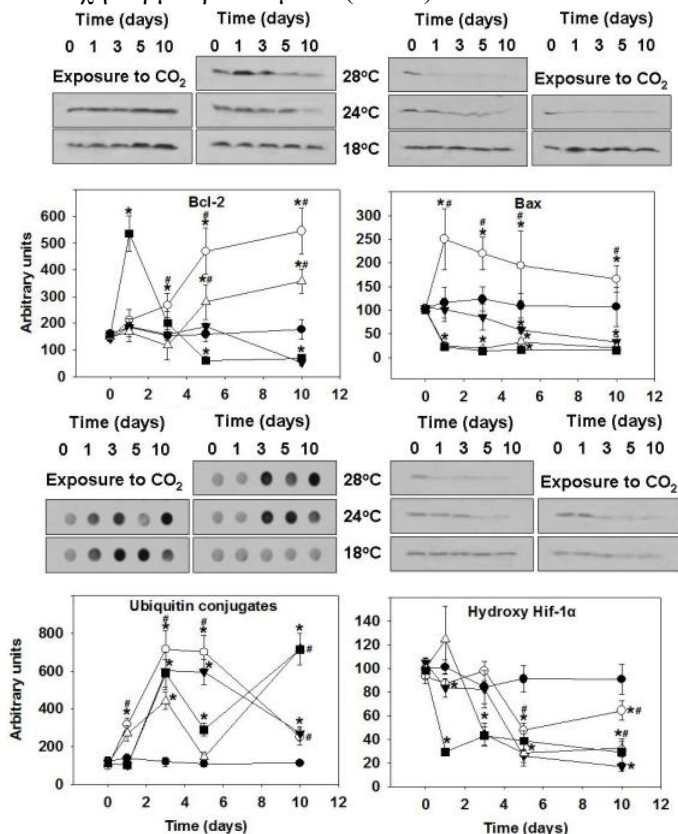 Time (days) Time (days) Time (days) Time (days)
0 1 3 5 10 0 1 3 5 10 0 1 3 5 10 0 1 3 5 10
Exposure to CO2 28°C Exposure to CO2
24°C
18°C
Bcl-2
Arbitrary units
600
500
400
300
200
100
0
0 2 4 6 8 10 12
* # * # * * # * # * # * *
Bax
300
250
200
150
100
50
0
0 2 4 6 8 10 12
* # # * # * # * * * * * * *
Time (days) Time (days) Time (days) Time (days)
0 1 3 5 10 0 1 3 5 10 0 1 3 5 10 0 1 3 5 10
Exposure to CO2 28°C Exposure to CO2
24°C
18°C
Ubiquitin conjugates
Arbitrary units
800
600
400
200
0
0 2 4 6 8 10 12
# * # * * * # * * * * # * #
Time (days)
Hydroxy Hif-1α
140
120
100
80
60
40
20
0
0 2 4 6 8 10 12
* * * # * * * # * # *
Time (days)